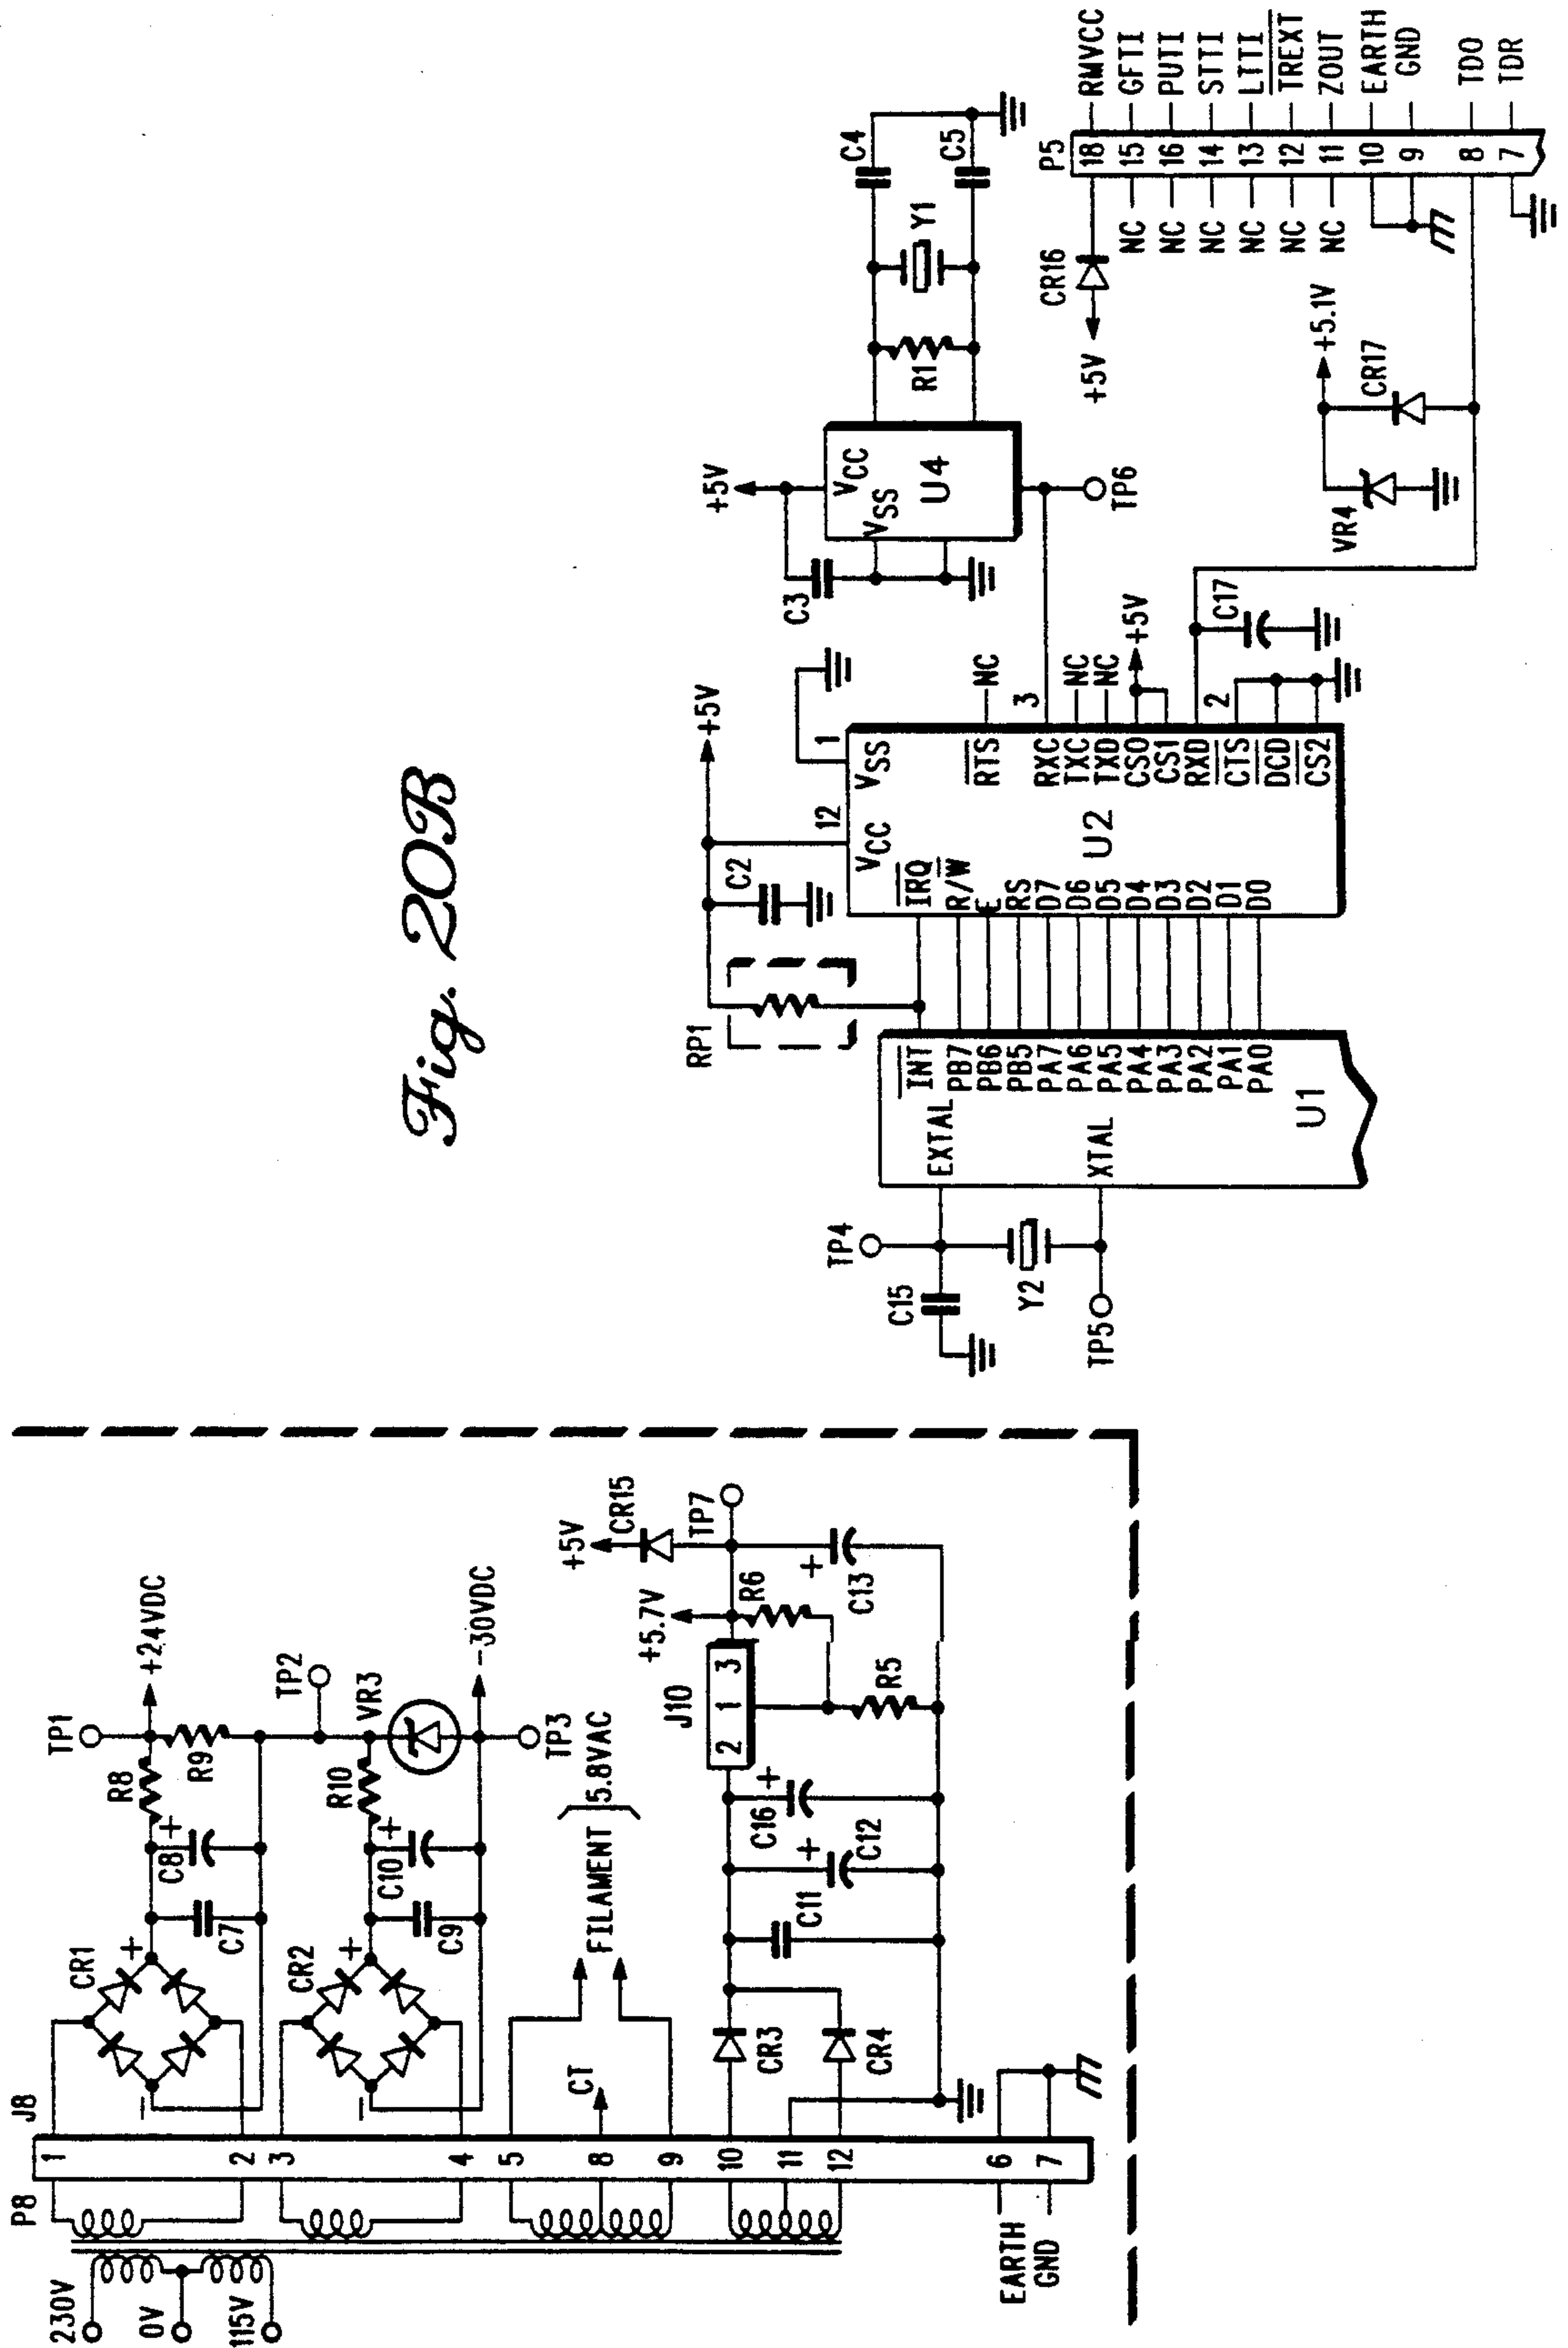 Fig. 20B
230V
0V
115V
P8
J8
1
2
3
4
5
8
9
10
11
12
6
7
EARTH
GND
CR1
+
−
C7
C8
+
R8
TP1
+24VDC
R9
TP2
CR2
+
−
C9
C10
+
R10
VR3
-30VDC
TP3
CT
FILAMENT
5.8VAC
CR3
CR4
C11
C12
+
C16
+
J10
2
1
3
R5
R6
+5.7V
C13
+
+5V
CR15
TP7
TP4
C15
Y2
TP5
EXTAL
XTAL
U1
INT
PB7
PB6
PB5
PA7
PA6
PA5
PA4
PA3
PA2
PA1
PA0
RP1
C2
+5V
12
1
VCC
VSS
IRQ
R/W
E
RS
D7
D6
D5
D4
D3
D2
D1
D0
U2
RTS
RXC
TXC
TXD
CSO
CS1
RXD
CTS
DCD
CS2
NC
3
NC
NC
+5V
2
C17
C3
+5V
VCC
VSS
U4
TP6
R1
Y1
C4
C5
VR4
+5.1V
CR17
+5V
CR16
P5
18
RMVCC
NC
15
GFTI
NC
16
PUTI
NC
14
STTI
NC
13
LTTI
NC
12
TREXT
NC
11
ZOUT
10
EARTH
9
GND
8
TDO
7
TDR